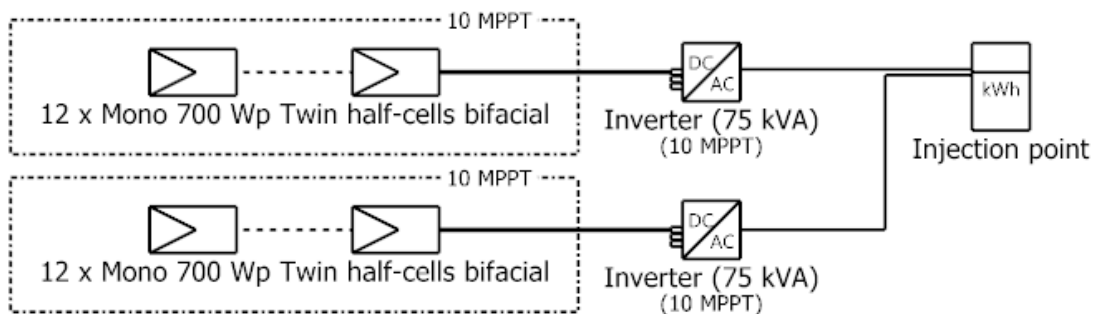 10 MPPT
12 x Mono 700 Wp Twin half-cells bifacial
DC
AC
Inverter (75 kVA)
(10 MPPT)
kWh
Injection point
10 MPPT
12 x Mono 700 Wp Twin half-cells bifacial
DC
AC
Inverter (75 kVA)
(10 MPPT)